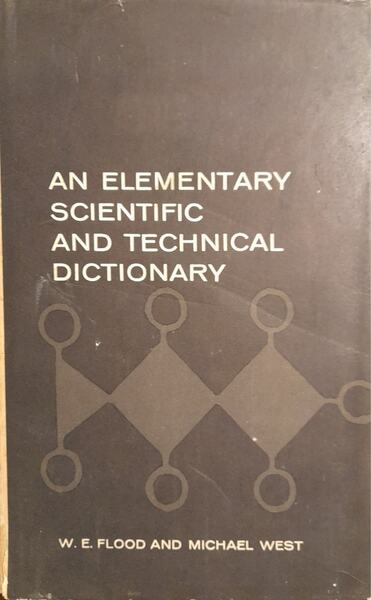 AN ELEMENTARY
SCIENTIFIC
AND TECHNICAL
DICTIONARY
W. E. FLOOD AND MICHAEL WEST